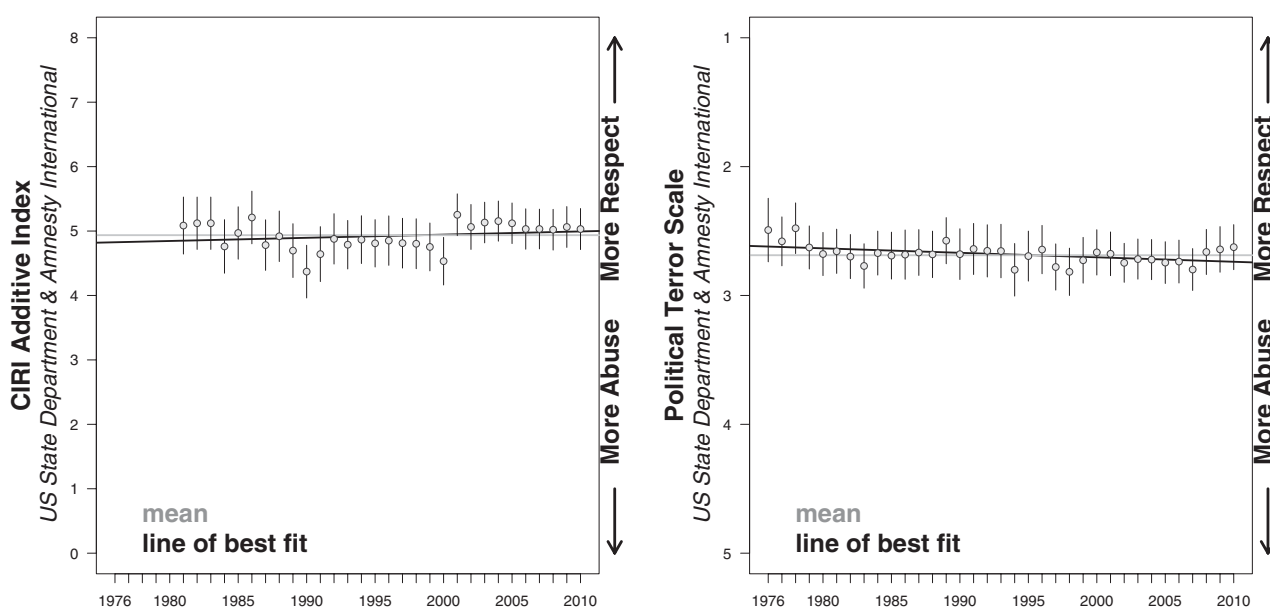 CIRI Additive Index
US State Department & Amnesty International
8
7
6
5
4
3
2
1
0
mean
line of best fit
1976 1980 1985 1990 1995 2000 2005 2010
More Abuse
More Respect
Political Terror Scale
US State Department & Amnesty International
1
2
3
4
5
mean
line of best fit
1976 1980 1985 1990 1995 2000 2005 2010
More Abuse
More Respect